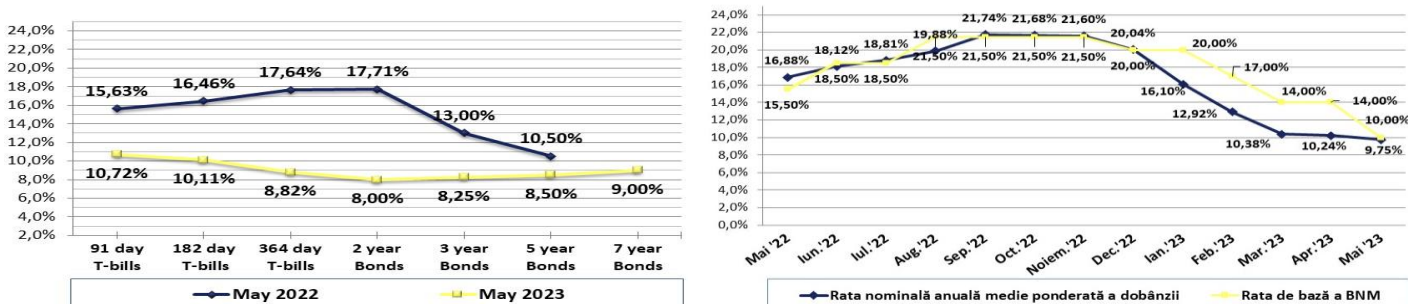 24,0%
22,0%
20,0%
18,0%
16,0%
14,0%
12,0%
10,0%
8,0%
6,0%
4,0%
2,0%
15,63%
16,46%
17,64%
17,71%
13,00%
10,50%
10,72%
10,11%
8,82%
8,00%
8,25%
8,50%
9,00%
91 day T-bills
182 day T-bills
364 day T-bills
2 year Bonds
3 year Bonds
5 year Bonds
7 year Bonds
May 2022
May 2023
24,0%
22,0%
20,0%
18,0%
16,0%
14,0%
12,0%
10,0%
8,0%
6,0%
4,0%
2,0%
0,0%
16,88%
18,12%
18,81%
19,88%
21,74%
21,68%
21,60%
20,04%
16,10%
12,92%
10,38%
10,24%
9,75%
15,50%
18,50%
18,50%
21,50%
21,50%
21,50%
21,50%
20,00%
20,00%
17,00%
14,00%
14,00%
10,00%
Mai '22
Iun.'22
Iul. '22
Aug.'22
Sep.'22
Oct.'22
Noiem.'22
Dec.'22
Ian.'23
Feb.'23
Mar.'23
Apr.'23
Mai '23
Rata nominală anuală medie ponderată a dobânzii
Rata de bază a BNM